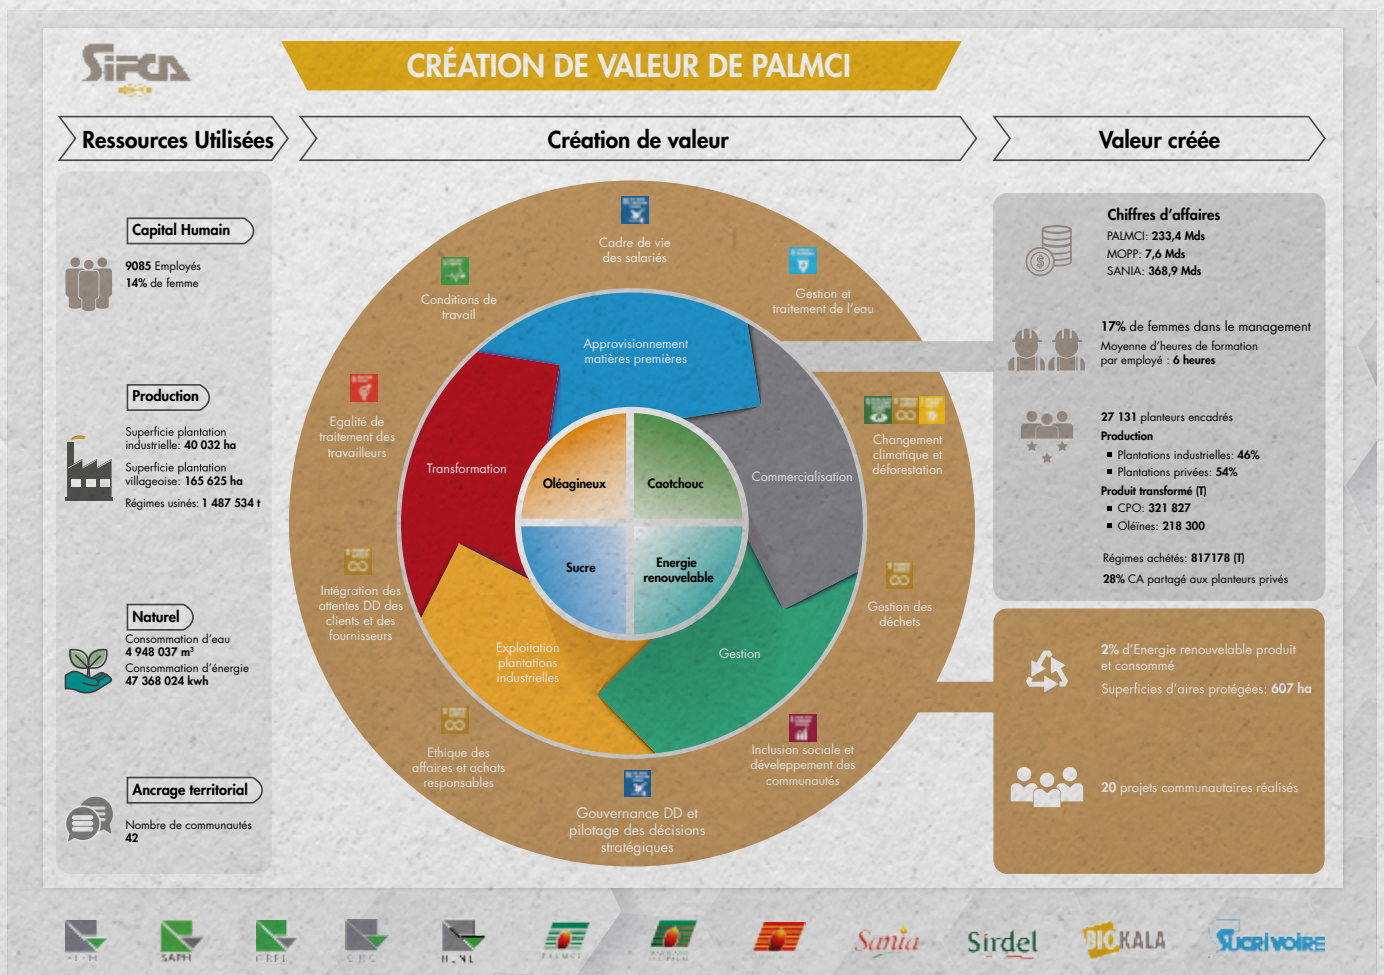 SIFCA
CRÉATION DE VALEUR DE PALMCI
Ressources Utilisées
Création de valeur
Valeur créée
Capital Humain
9085 Employés
14% de femme
Production
Superficie plantation
industrielle: 40 032 ha
Superficie plantation
villageoise: 165 625 ha
Régimes usinés: 1 487 534 t
Naturel
Consommation d'eau
4 948 037 m³
Consommation d'énergie
47 368 024 kwh
Ancrage territorial
Nombre de communautés
42
Cadre de vie
des salariés
Gestion et
traitement de l'eau
Changement
climatique et
déforestation
Gestion des
déchets
Inclusion sociale et
déveleppement des
communautés
Gouvernance DD et
pilotage des décisions
stratégiques
Ethique des
affaires et achats
responsables
Intégration des
attentes DD des
clients et des
fournisseurs
Egalité de
traitement des
travailleurs
Conditions de
travail
Approvisionnement
matières premières
Commercialisation
Gestion
Exploitation
plantations
industrielles
Transformation
Oléagineux
Caotchouc
Sucre
Energie
renouvelable
Chiffres d'affaires
PALMCI: 233,4 Mds
MOPP: 7,6 Mds
SANIA: 368,9 Mds
17% de femmes dans le management
Moyenne d'heures de formation
par employé : 6 heures
27 131 planteurs encadrés
Production
Plantations industrielles: 46%
Plantations privées: 54%
Produit transformé (T)
CPO: 321 827
Oléïnes: 218 300
Régimes achétés: 817178 (T)
28% CA partagé aux planteurs privés
2% d'Energie renouvelable produit
et consommé
Superficies d'aires protégées: 607 ha
20 projets communautaires réalisés
SAPH
GREL
PALMCI
Sania
Sirdel
BIOKALA
SUCRIVOIRE